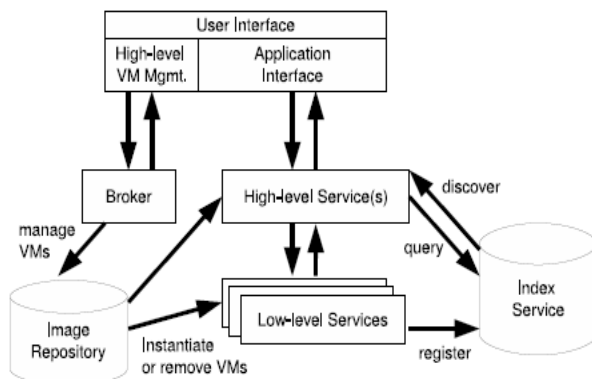 User Interface
High-level
VM Mgmt.
Application
Interface
Broker
High-level Service(s)
discover
manage
VMs
query
Index
Service
Image
Repository
Low-level Services
Instantiate
or remove VMs
register